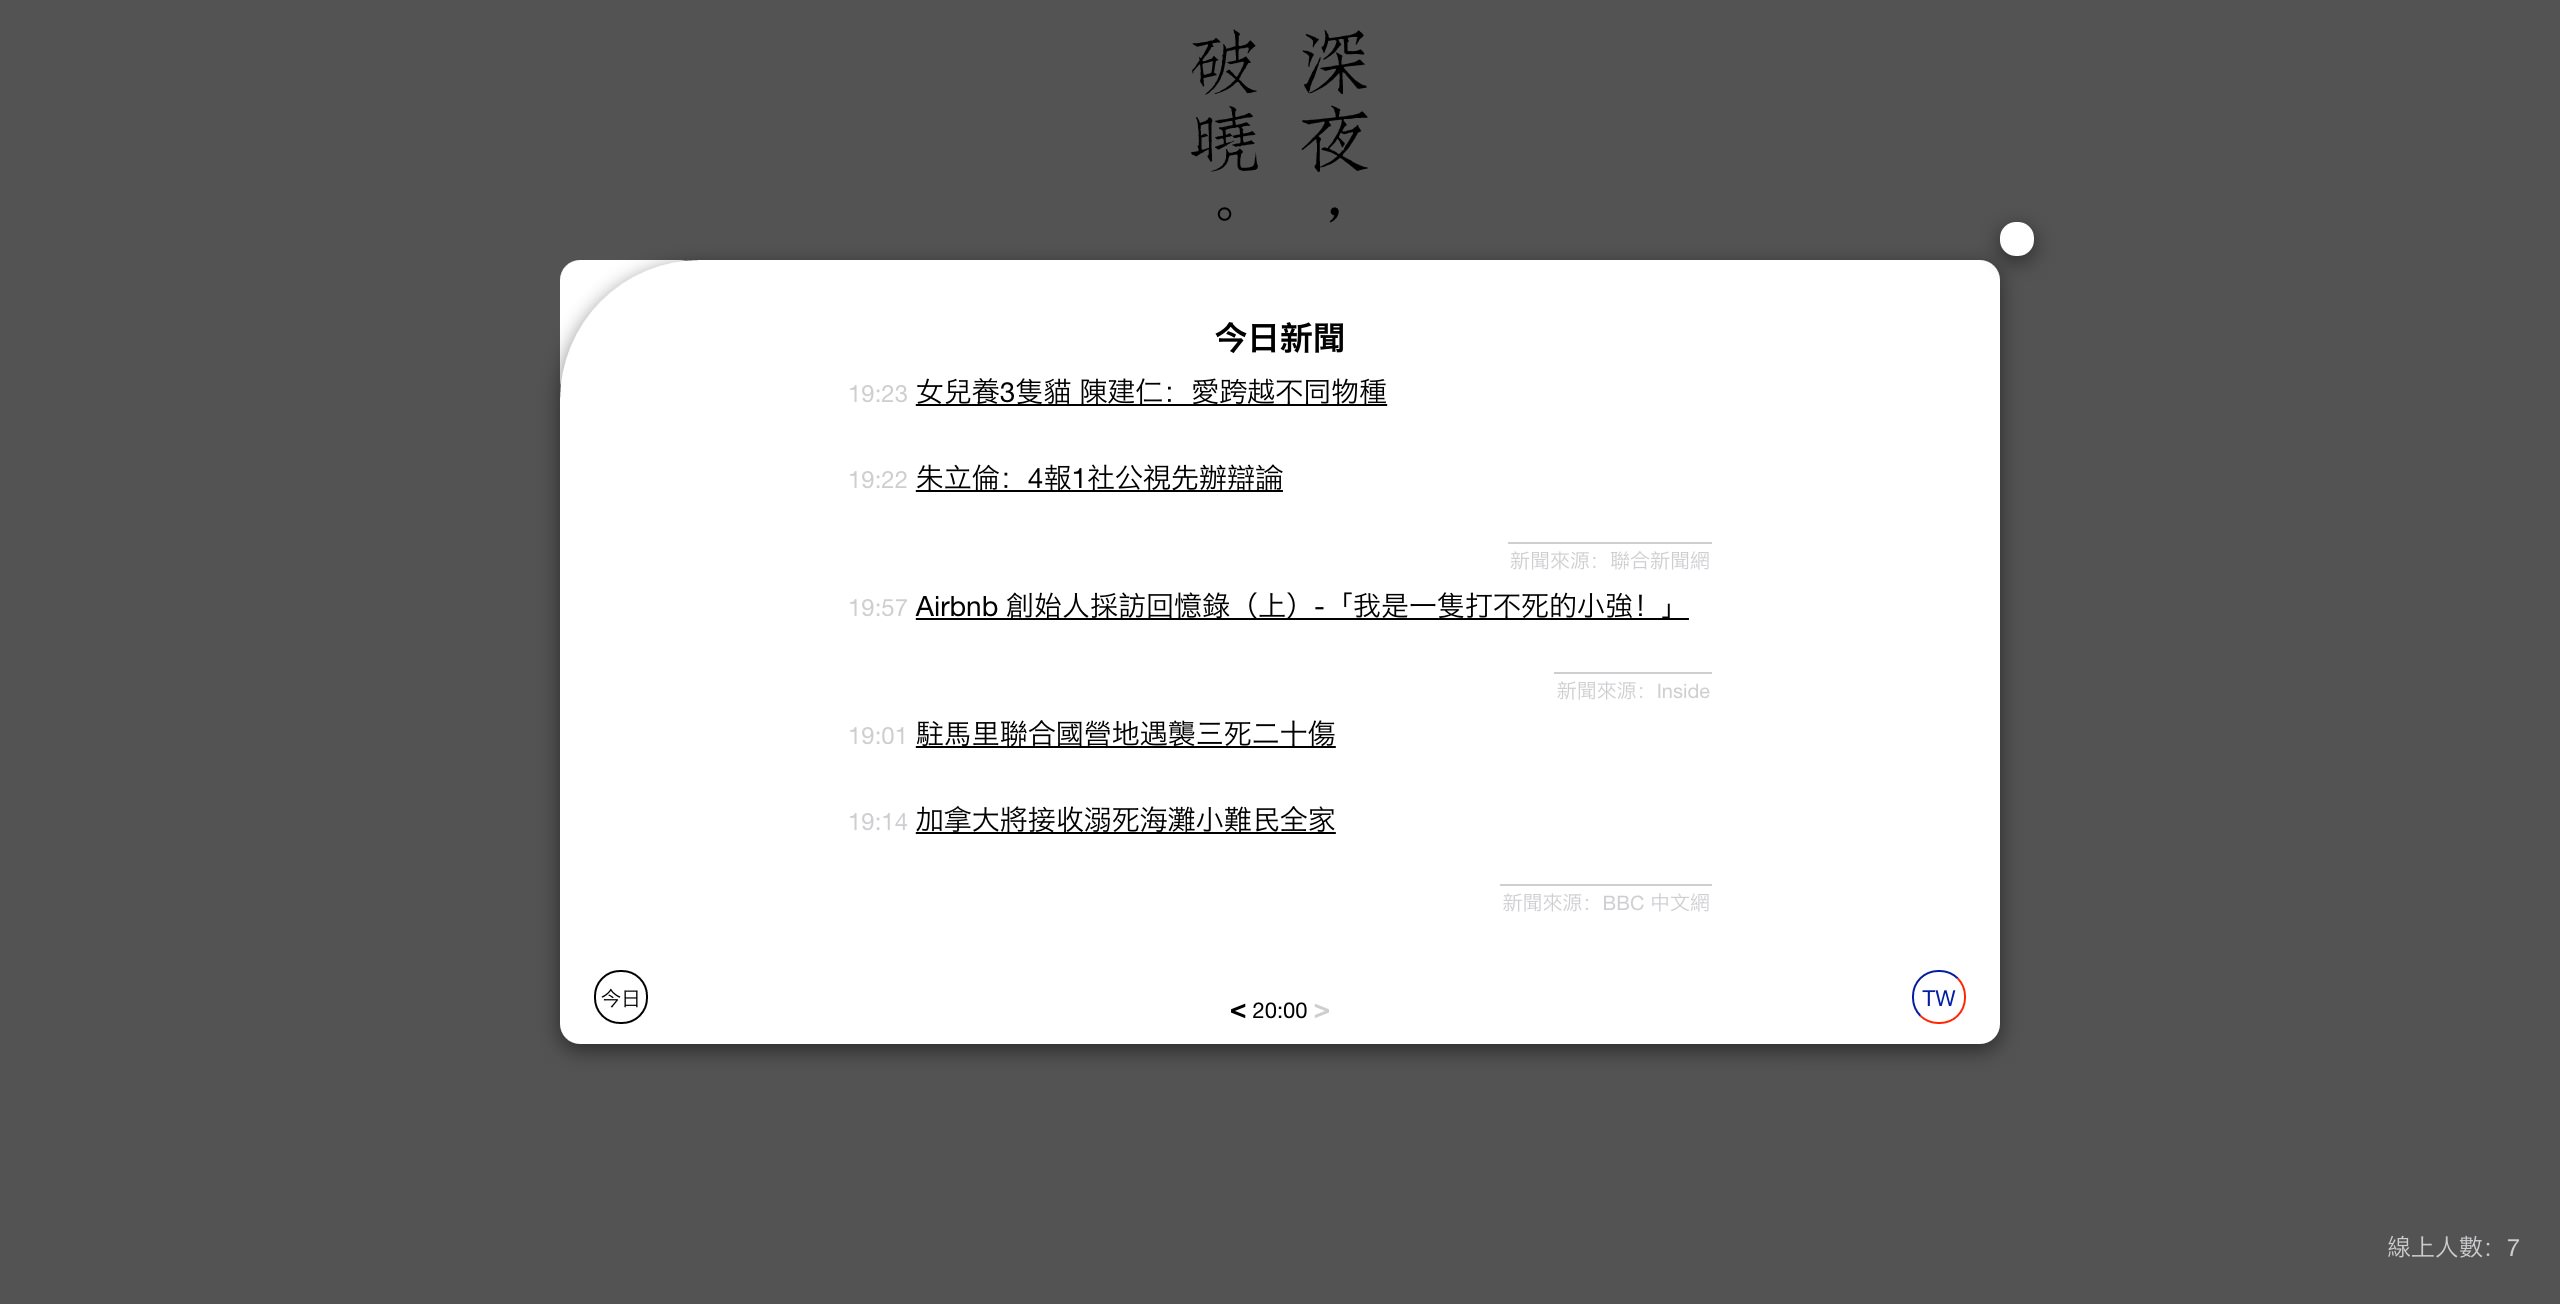 深夜，
破曉。
今日新聞
19:23 女兒養3隻貓 陳建仁：愛跨越不同物種
19:22 朱立倫：4報1社公視先辦辯論
新聞來源：聯合新聞網
19:57 Airbnb 創始人採訪回憶錄（上）-「我是一隻打不死的小強！」
新聞來源：Inside
19:01 駐馬里聯合國營地遇襲三死二十傷
19:14 加拿大將接收溺死海灘小難民全家
新聞來源：BBC 中文網
今日
< 20:00 >
TW
線上人數：7